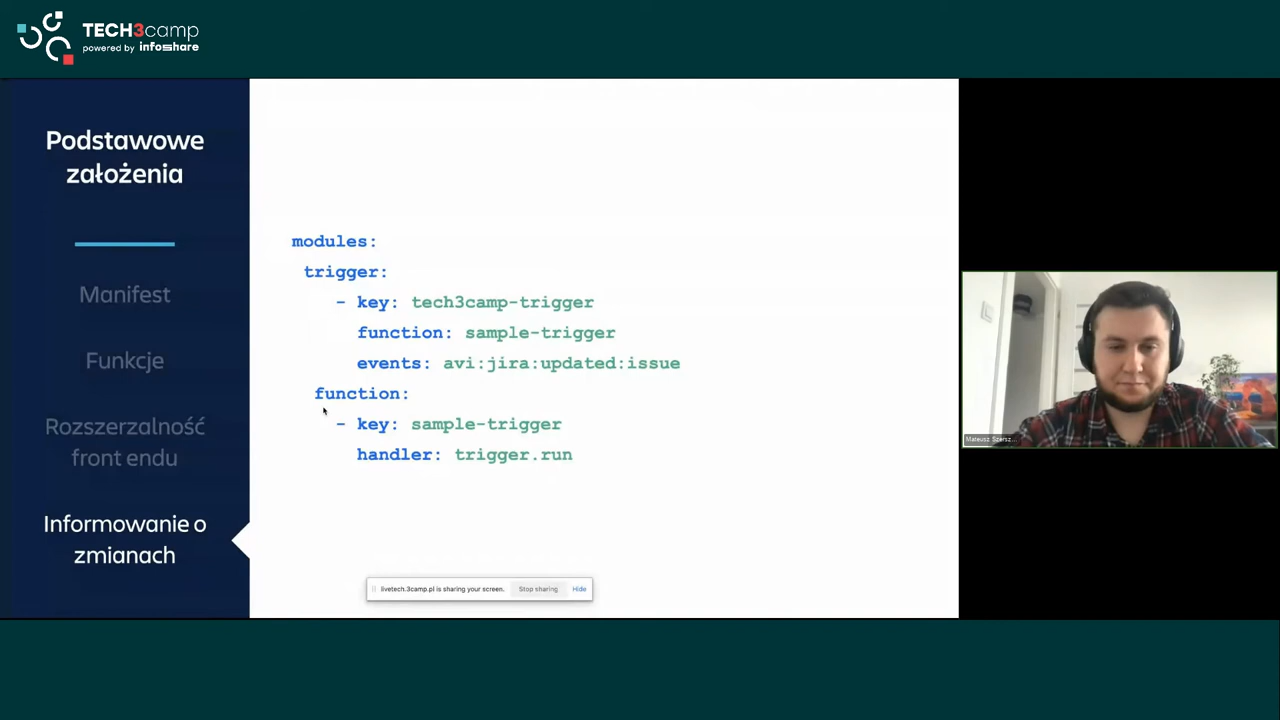 TECH3camp
powered by infoshare
Podstawowe
założenia
Manifest
Funkcje
Rozszerzalność
front endu
Informowanie o
zmianach
modules:
trigger:
- key: tech3camp-trigger
function: sample-trigger
events: avi:jira:updated:issue
function:
- key: sample-trigger
handler: trigger.run
livetech.3camp.pl is sharing your screen.
Stop sharing
Hide
Mateusz Szersz...